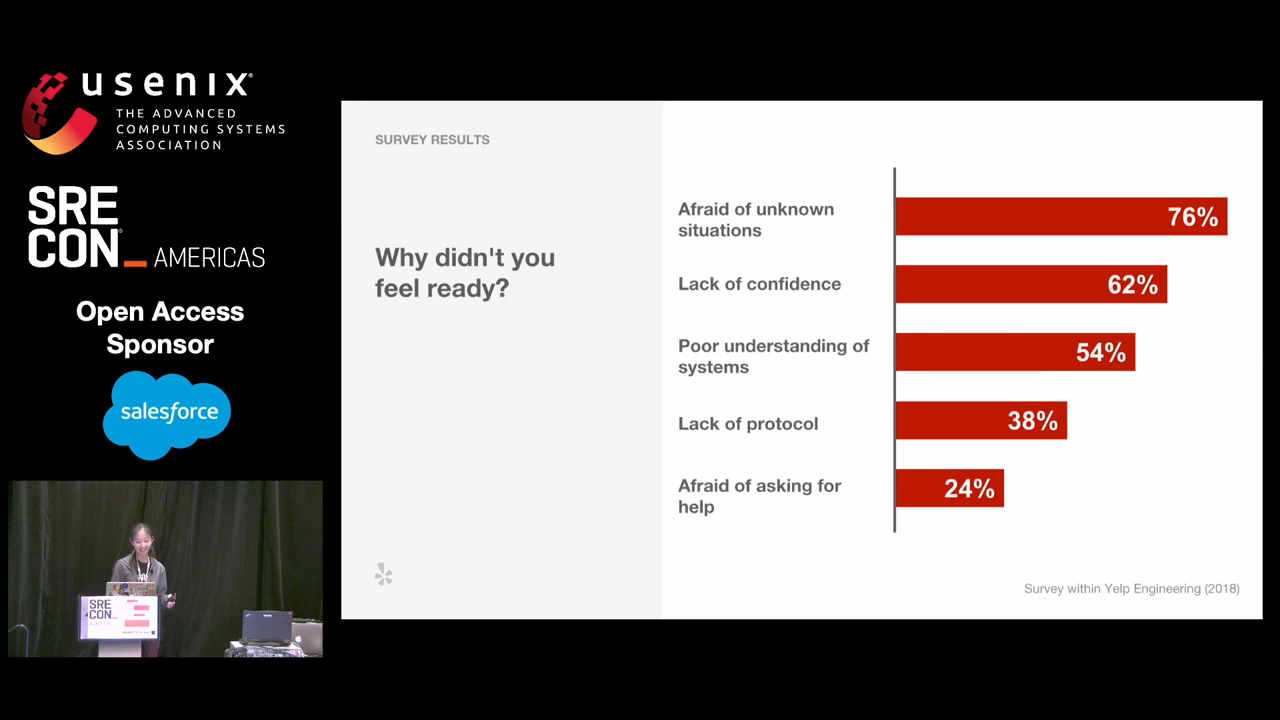 usenix®
THE ADVANCED
COMPUTING SYSTEMS
ASSOCIATION
SRE
CON®_ AMERICAS
Open Access
Sponsor
salesforce
SRE
CON_
SURVEY RESULTS
Why didn't you
feel ready?
Afraid of unknown
situations
76%
Lack of confidence
62%
Poor understanding of
systems
54%
Lack of protocol
38%
Afraid of asking for
help
24%
Survey within Yelp Engineering (2018)